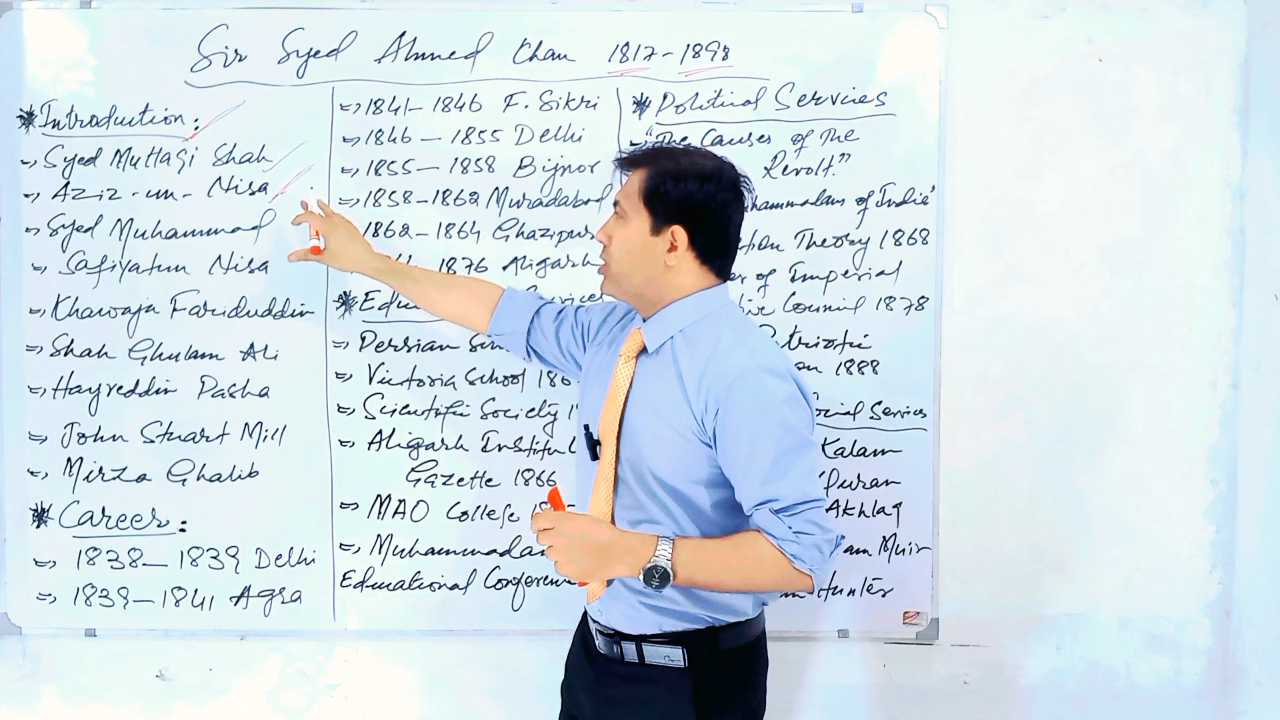 Sir Syed Ahmed Khan 1817-1898
* Introduction:
=> Syed Muttaqi Shah
=> Aziz-un-Nisa
=> Syed Muhammad
=> Safiyatun Nisa
=> Khawaja Fariduddin
=> Shah Ghulam Ali
=> Hayreddin Pasha
=> John Stuart Mill
=> Mirza Ghalib
* Career:
=> 1838-1839 Delhi
=> 1839-1841 Agra
=> 1841-1846 F. Sikri
=> 1846-1855 Delhi
=> 1855-1858 Bijnor
=> 1858-1862 Muradabad
1862-1864 Ghazipur
1876 Aligarh
=> Persian
=> Victoria School
=> Scientific Society
=> Aligarh
Gazette 1866
=> MAO College
=> Muhammadan
Educational
* Political Services
"The Causes of the
Revolt."
of India"
Theory 1868
of Imperial
Council 1878
1888
Services
Kalam
Puran
Akhlaq
Muir
Hunter